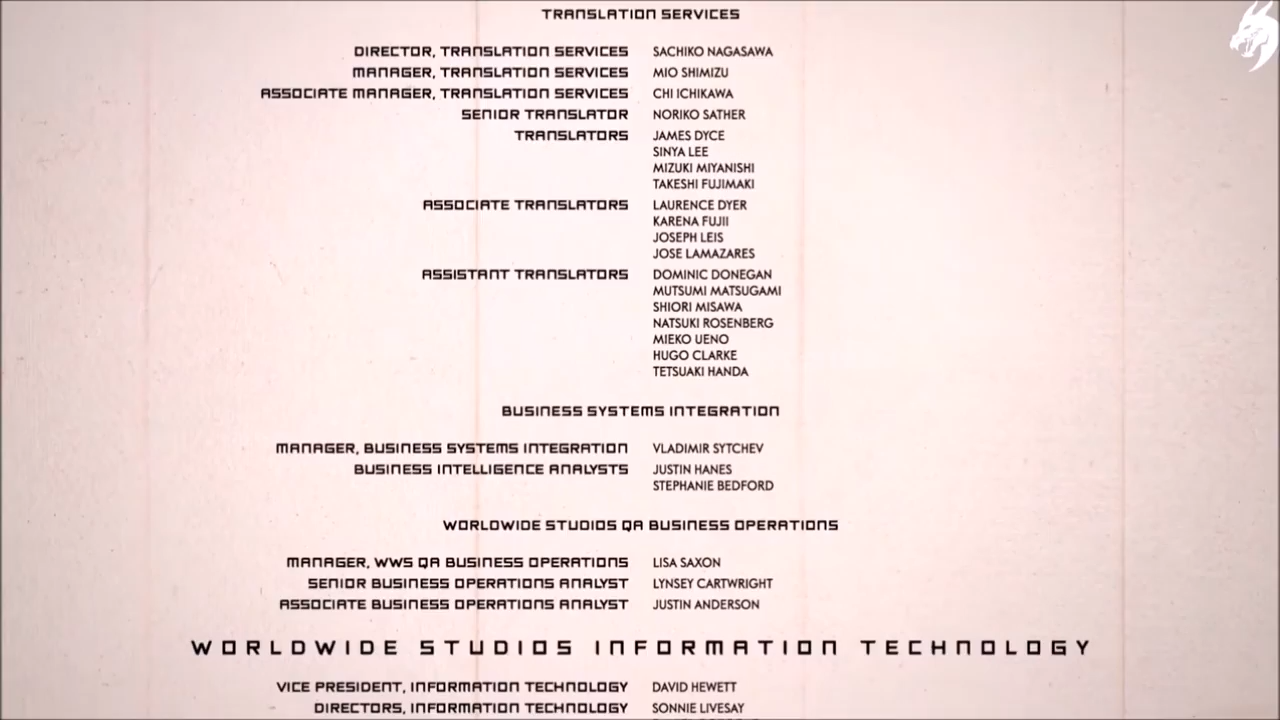 TRANSLATION SERVICES
DIRECTOR, TRANSLATION SERVICES SACHIKO NAGASAWA
MANAGER, TRANSLATION SERVICES MIO SHIMIZU
ASSOCIATE MANAGER, TRANSLATION SERVICES CHI ICHIKAWA
SENIOR TRANSLATOR NORIKO SATHER
TRANSLATORS JAMES DYCE
SINYA LEE
MIZUKI MIYANISHI
TAKESHI FUJIMAKI
ASSOCIATE TRANSLATORS LAURENCE DYER
KARENA FUJII
JOSEPH LEIS
JOSE LAMAZARES
ASSISTANT TRANSLATORS DOMINIC DONEGAN
MUTSUMI MATSUGAMI
SHIORI MISAWA
NATSUKI ROSENBERG
MIEKO UENO
HUGO CLARKE
TETSUAKI HANDA
BUSINESS SYSTEMS INTEGRATION
MANAGER, BUSINESS SYSTEMS INTEGRATION VLADIMIR SYTCHEV
BUSINESS INTELLIGENCE ANALYSTS JUSTIN HANES
STEPHANIE BEDFORD
WORLDWIDE STUDIOS QA BUSINESS OPERATIONS
MANAGER, WWS QA BUSINESS OPERATIONS LISA SAXON
SENIOR BUSINESS OPERATIONS ANALYST LYNSEY CARTWRIGHT
ASSOCIATE BUSINESS OPERATIONS ANALYST JUSTIN ANDERSON
WORLDWIDE STUDIOS INFORMATION TECHNOLOGY
VICE PRESIDENT, INFORMATION TECHNOLOGY DAVID HEWETT
DIRECTORS, INFORMATION TECHNOLOGY SONNIE LIVESAY